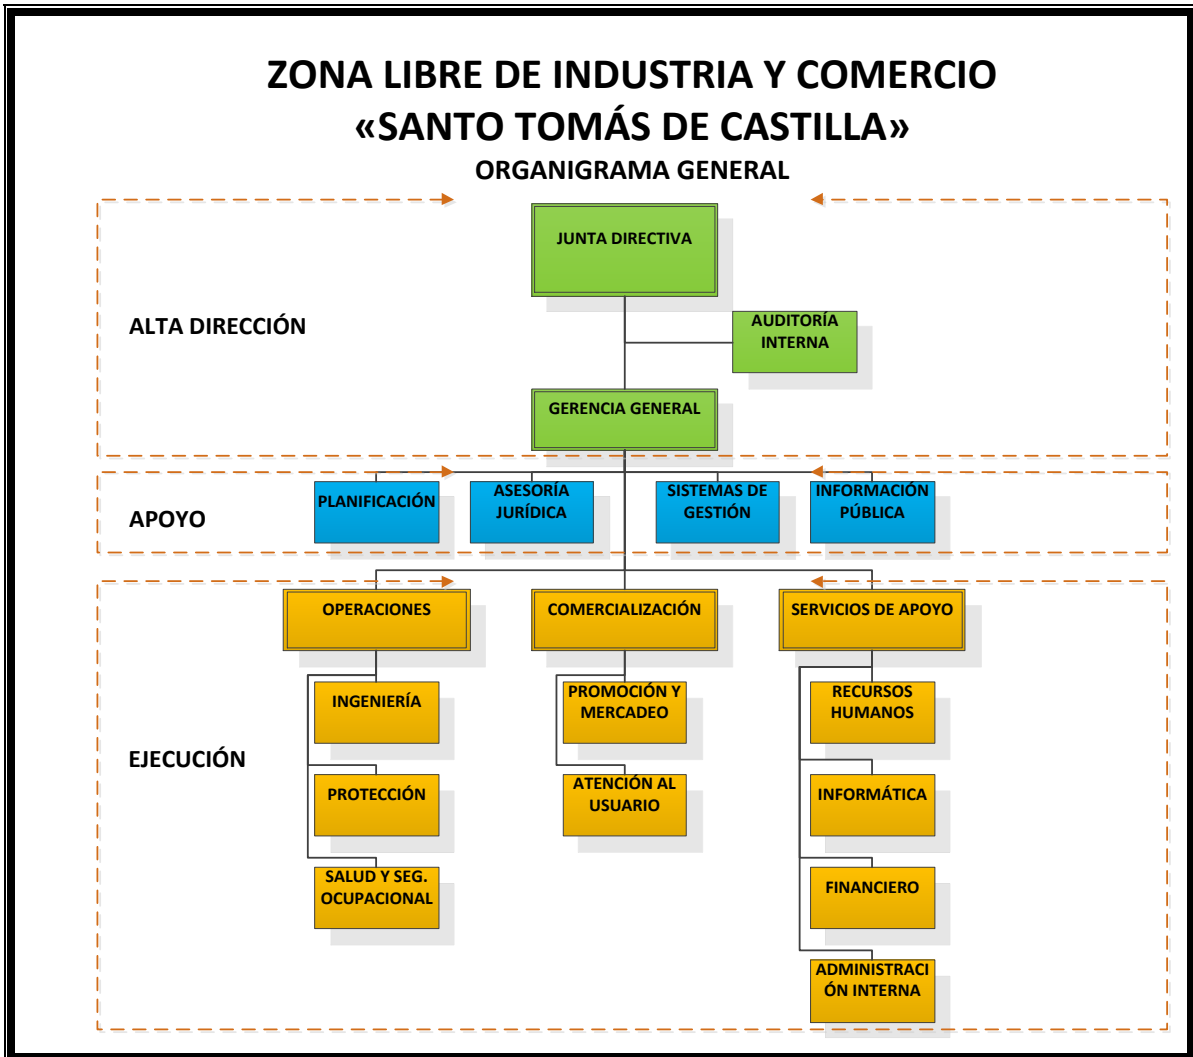 ZONA LIBRE DE INDUSTRIA Y COMERCIO
«SANTO TOMÁS DE CASTILLA»
ORGANIGRAMA GENERAL
JUNTA DIRECTIVA
ALTA DIRECCIÓN
AUDITORÍA
INTERNA
GERENCIA GENERAL
APOYO
PLANIFICACIÓN
ASESORÍA
JURÍDICA
SISTEMAS DE
GESTIÓN
INFORMACIÓN
PÚBLICA
EJECUCIÓN
OPERACIONES
INGENIERÍA
PROTECCIÓN
SALUD Y SEG.
OCUPACIONAL
COMERCIALIZACIÓN
PROMOCIÓN Y
MERCADEO
ATENCIÓN AL
USUARIO
SERVICIOS DE APOYO
RECURSOS
HUMANOS
INFORMÁTICA
FINANCIERO
ADMINISTRACI
ÓN INTERNA